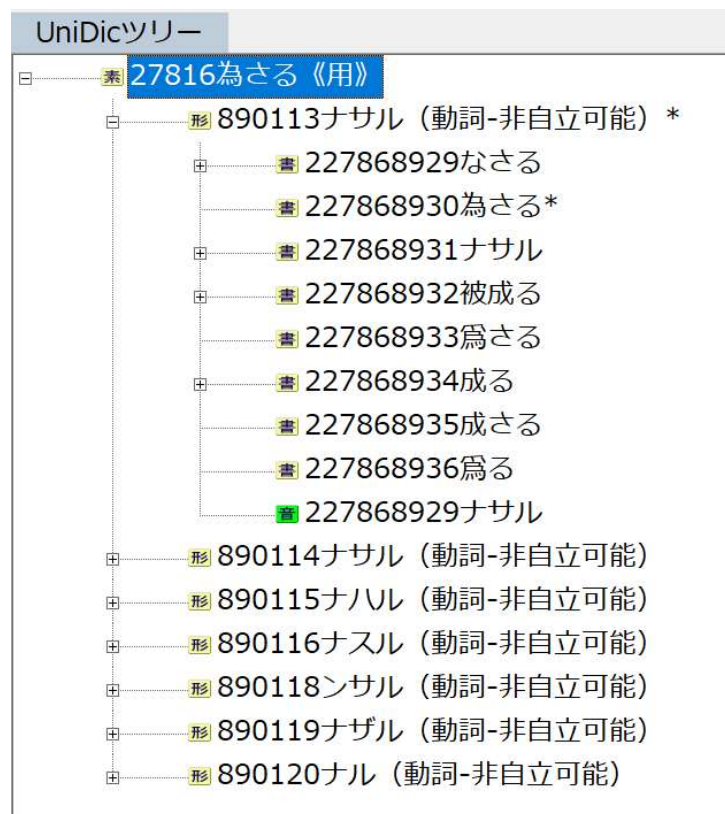 UniDicツリー
素 27816為さる《用》
形 890113ナサル（動詞-非自立可能）*
書 227868929なさる
書 227868930為さる*
書 227868931ナサル
書 227868932被成る
書 227868933爲さる
書 227868934成る
書 227868935成さる
書 227868936爲る
音 227868929ナサル
形 890114ナサル（動詞-非自立可能）
形 890115ナハル（動詞-非自立可能）
形 890116ナスル（動詞-非自立可能）
形 890118ンサル（動詞-非自立可能）
形 890119ナザル（動詞-非自立可能）
形 890120ナル（動詞-非自立可能）